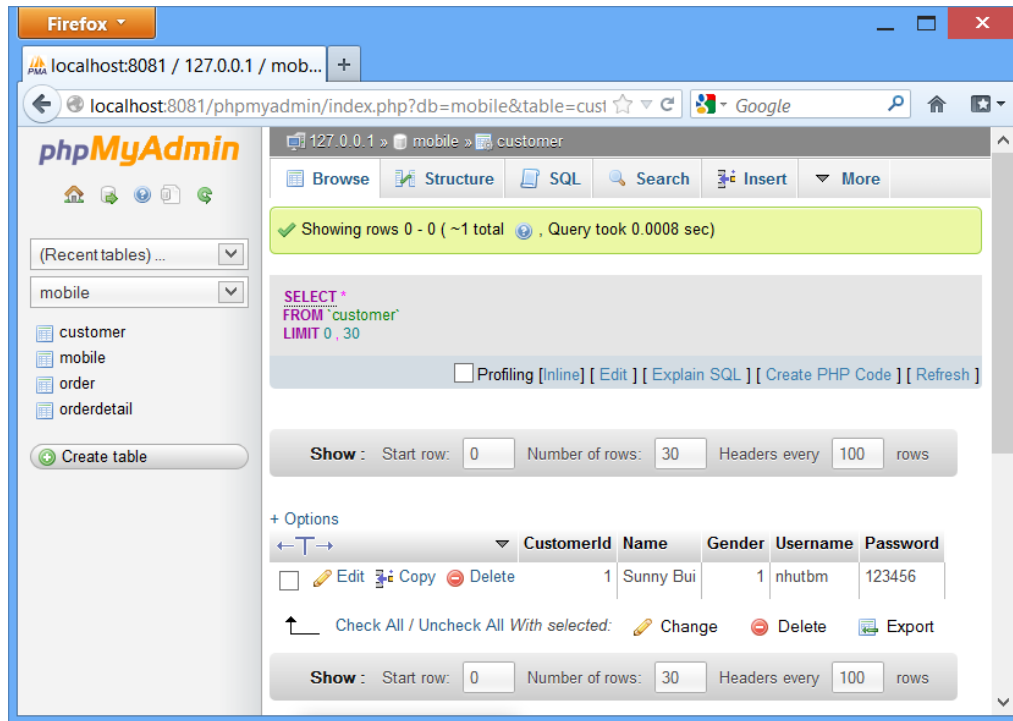 Firefox
localhost:8081 / 127.0.0.1 / mob... +
localhost:8081/phpmyadmin/index.php?db=mobile&table=cust Google
phpMyAdmin
(Recent tables) ...
mobile
customer
mobile
order
orderdetail
Create table
127.0.0.1 » mobile » customer
Browse Structure SQL Search Insert More
Showing rows 0 - 0 ( ~1 total , Query took 0.0008 sec)
SELECT *
FROM `customer`
LIMIT 0 , 30
Profiling [Inline] [ Edit ] [ Explain SQL ] [ Create PHP Code ] [ Refresh ]
Show : Start row: 0 Number of rows: 30 Headers every 100 rows
+ Options
←T→ CustomerId Name Gender Username Password
Edit Copy Delete 1 Sunny Bui 1 nhutbm 123456
Check All / Uncheck All With selected: Change Delete Export
Show : Start row: 0 Number of rows: 30 Headers every 100 rows